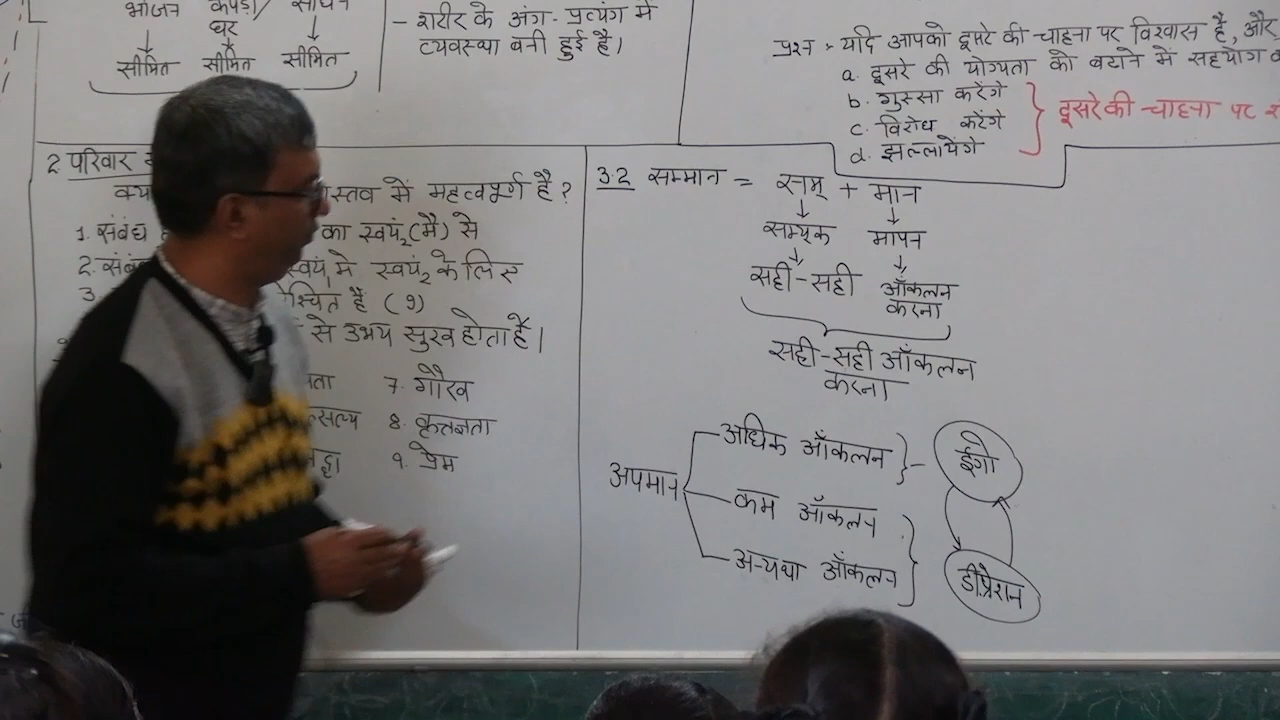 भोजन कपड़ा/ साधन
घर
सीमित सीमित सीमित
- शरीर के अंग-प्रत्यंग में
व्यवस्था बनी हुई है।
प्रश्न - यदि आपको दूसरे की चाहना पर विश्वास है, और
a. दूसरे की योग्यता को बढाने में सहयोग
b. गुस्सा करेंगे
c. विरोध करेंगे
d. झल्लायेंगे
दूसरे की चाहना पर
2 परिवार
क्या स्तव में महत्वपूर्ण है?
1. संबंध का स्वयं₂ (मैं) से
2. संबं स्वयं₁ में स्वयं₂ के लिए
3. श्चित हैं (9)
से उभय सुख होता है।
7. गौरव
त्सल्य 8. कृतज्ञता
9. प्रेम
3.2 सम्मान = सम् + मान
सम्यक मापन
सही-सही आँकलन
करना
सही-सही आँकलन
करना
अपमान
अधिक आँकलन } - ईगो
कम आँकलन
अन्यथा आँकलन
डीप्रेशन